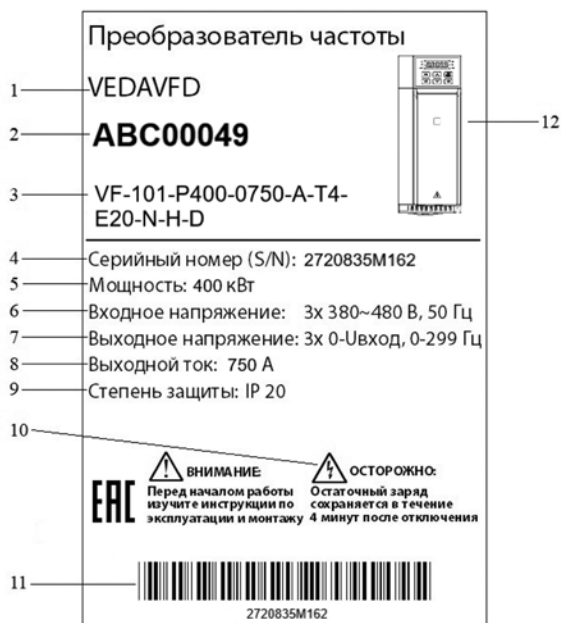 Преобразователь частоты
1 VEDAVFD
2 ABC00049
12
3 VF-101-P400-0750-A-T4-
E20-N-H-D
4 Серийный номер (S/N): 2720835M162
5 Мощность: 400 кВт
6 Входное напряжение: 3x 380~480 В, 50 Гц
7 Выходное напряжение: 3x 0-Uвход, 0-299 Гц
8 Выходной ток: 750 А
9 Степень защиты: IP 20
10
ВНИМАНИЕ:
Перед началом работы
изучите инструкции по
эксплуатации и монтажу
ОСТОРОЖНО:
Остаточный заряд
сохраняется в течение
4 минут после отключения
EAC
11
2720835M162